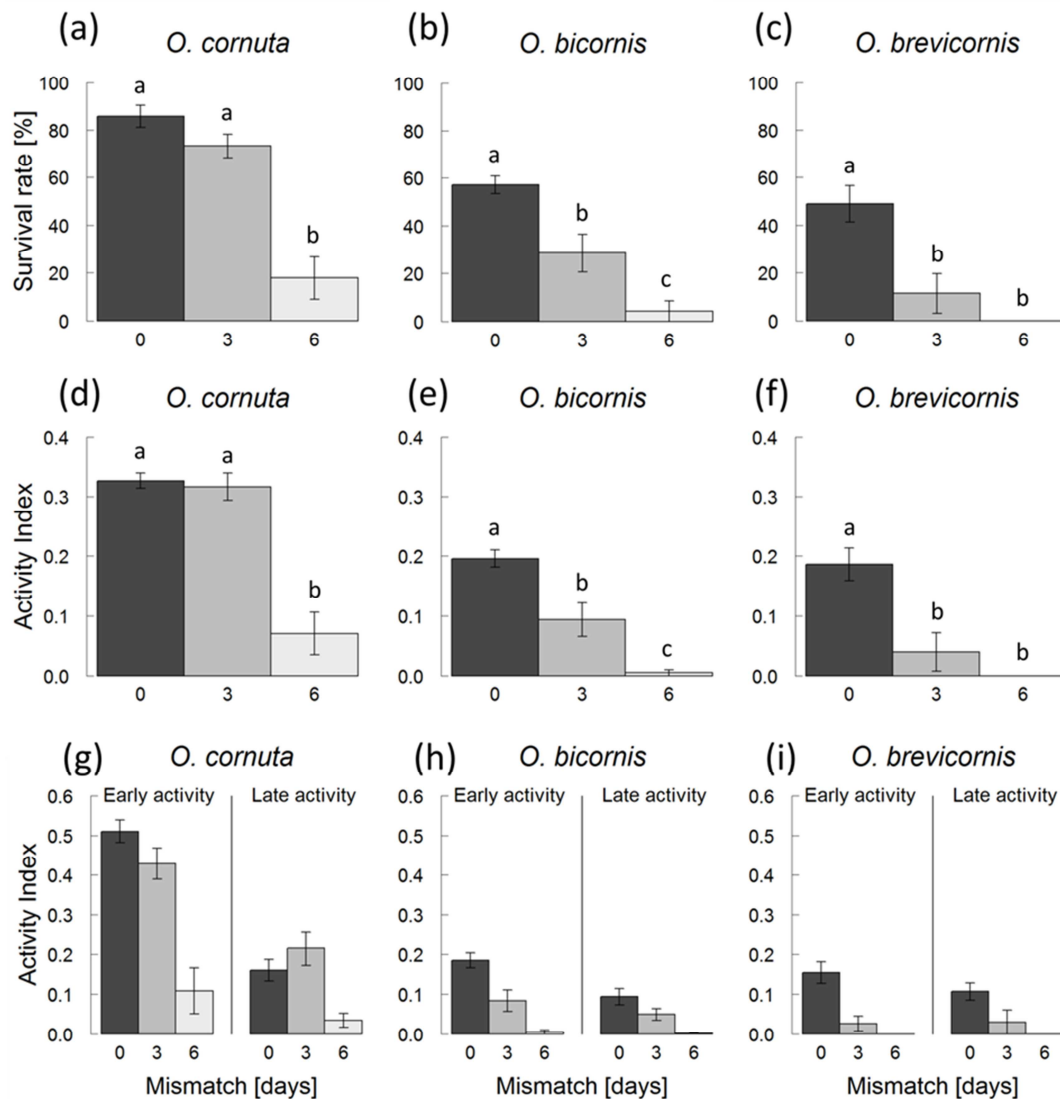 (a) O. cornuta
(b) O. bicornis
(c) O. brevicornis
Survival rate [%]
100
80
60
40
20
0
a
a
b
0 3 6
100
80
60
40
20
0
a
b
c
0 3 6
100
80
60
40
20
0
a
b
b
0 3 6
(d) O. cornuta
(e) O. bicornis
(f) O. brevicornis
Activity Index
0.4
0.3
0.2
0.1
0.0
a
a
b
0 3 6
0.4
0.3
0.2
0.1
0.0
a
b
c
0 3 6
0.4
0.3
0.2
0.1
0.0
a
b
b
0 3 6
(g) O. cornuta
(h) O. bicornis
(i) O. brevicornis
Activity Index
0.6
0.5
0.4
0.3
0.2
0.1
0.0
Early activity
Late activity
0 3 6 0 3 6
Mismatch [days]
0.6
0.5
0.4
0.3
0.2
0.1
0.0
Early activity
Late activity
0 3 6 0 3 6
Mismatch [days]
0.6
0.5
0.4
0.3
0.2
0.1
0.0
Early activity
Late activity
0 3 6 0 3 6
Mismatch [days]